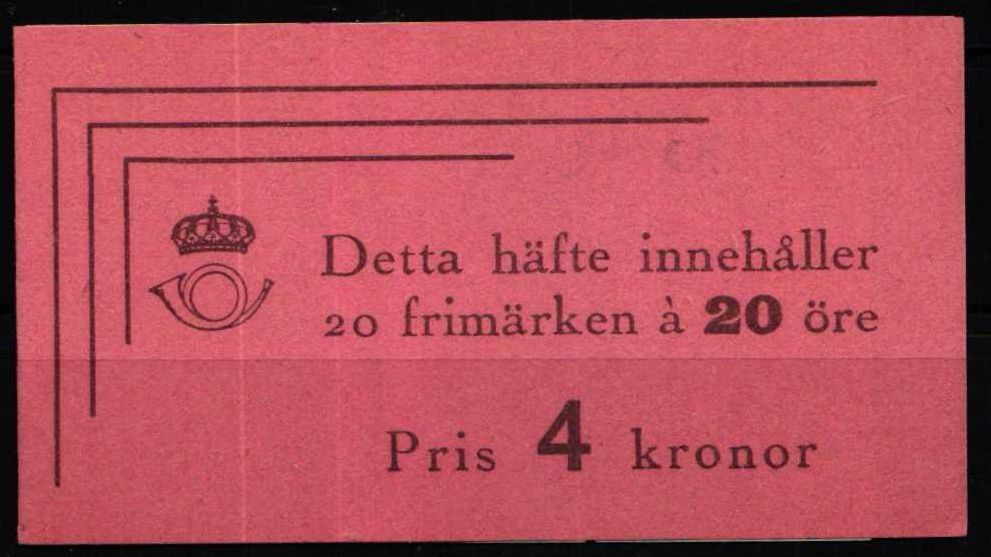 Detta häfte innehåller
20 frimärken à 20 öre
Pris 4 kronor